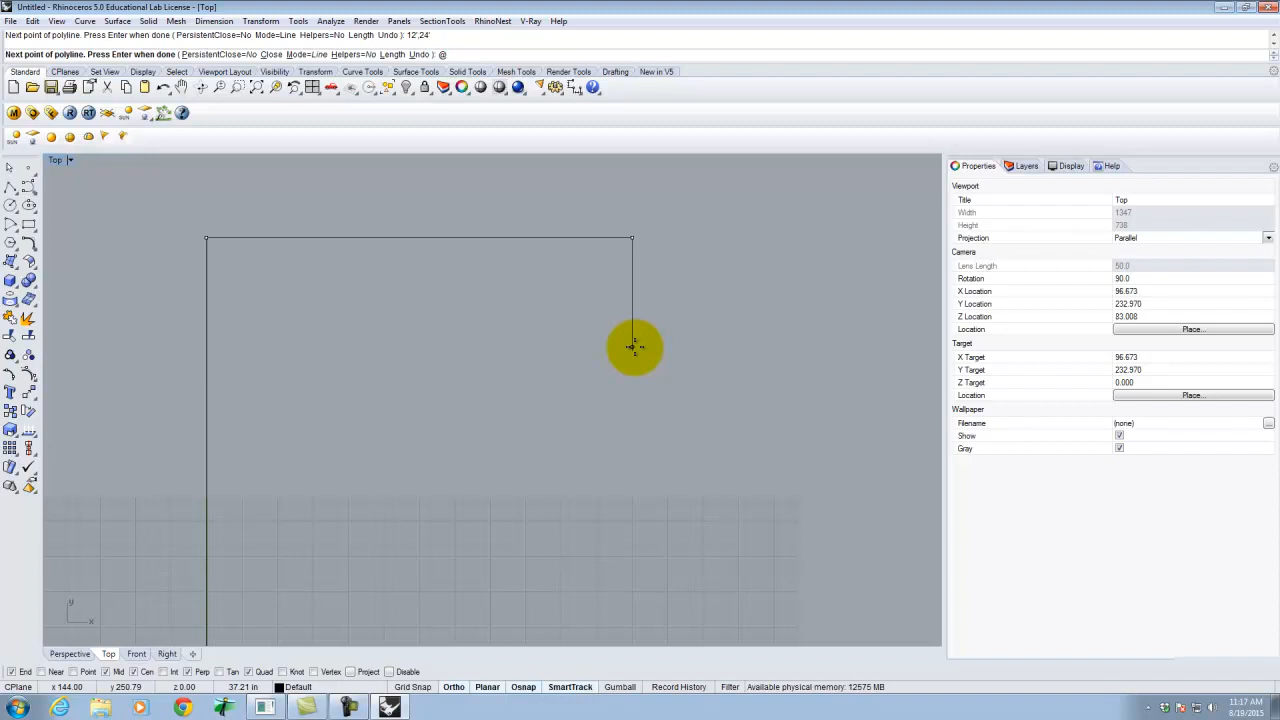 Untitled - Rhinoceros 5.0 Educational Lab License - [Top]
File Edit View Curve Surface Solid Mesh Dimension Transform Tools Analyze Render Panels SectionTools RhinoNest V-Ray Help
Next point of polyline. Press Enter when done ( PersistentClose=No Close Mode=Line Helpers=No Length Undo ): 12',24'
Next point of polyline. Press Enter when done ( PersistentClose=No Close Mode=Line Helpers=No Length Undo ): @
Standard CPlanes Set View Display Select Viewport Layout Visibility Transform Curve Tools Surface Tools Solid Tools Mesh Tools Render Tools Drafting New in V5
Top
Properties Layers Display Help
Viewport
Title Top
Width 1347
Height 738
Projection Parallel
Camera
Lens Length 50.0
Rotation 90.0
X Location 96.673
Y Location 232.970
Z Location 83.008
Location Place...
Target
X Target 96.673
Y Target 232.970
Z Target 0.000
Location Place...
Wallpaper
Filename (none)
Show
Gray
y
x
Perspective Top Front Right
End Near Point Mid Cen Int Perp Tan Quad Knot Vertex Project Disable
CPlane x 144.00 y 250.79 z 0.00 37.21 in Default Grid Snap Ortho Planar Osnap SmartTrack Gumball Record History Filter Available physical memory: 12575 MB
11:17 AM
8/19/2015